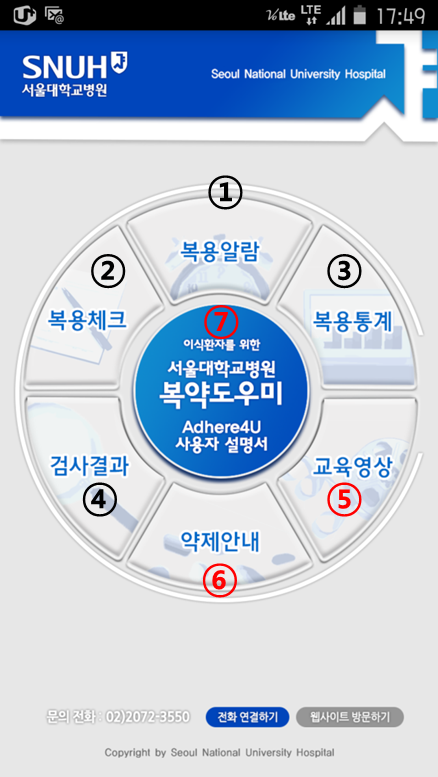 LTE
17:49
SNUH
서울대학교병원
Seoul National University Hospital
①
복용알람
②
복용체크
③
복용통계
⑦
이식환자를 위한
서울대학교병원
복약도우미
Adhere4U
사용자 설명서
검사결과
④
교육영상
⑤
약제안내
⑥
문의 전화 : 02)2072-3550
전화 연결하기
웹사이트 방문하기
Copyright by Seoul National University Hospital